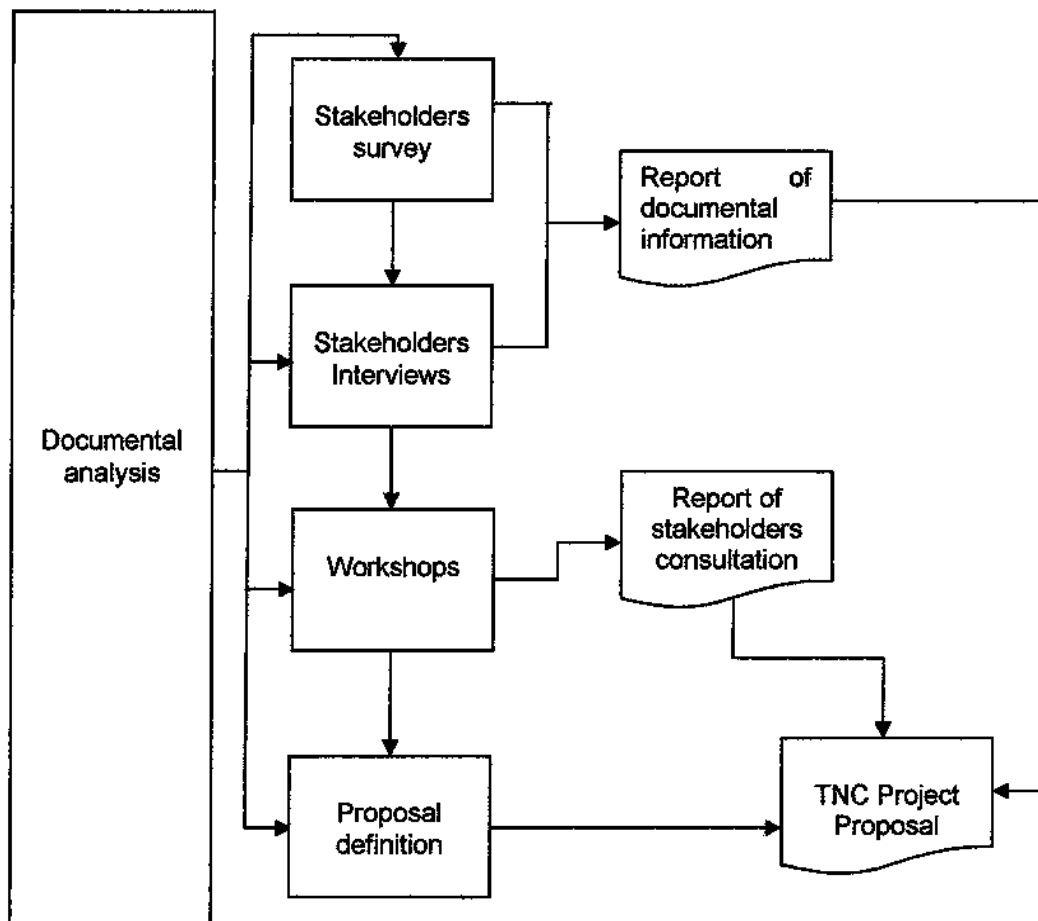 Stakeholders
survey
Report of
documental
information
Stakeholders
Interviews
Documental
analysis
Report of
stakeholders
consultation
Workshops
TNC Project
Proposal
Proposal
definition